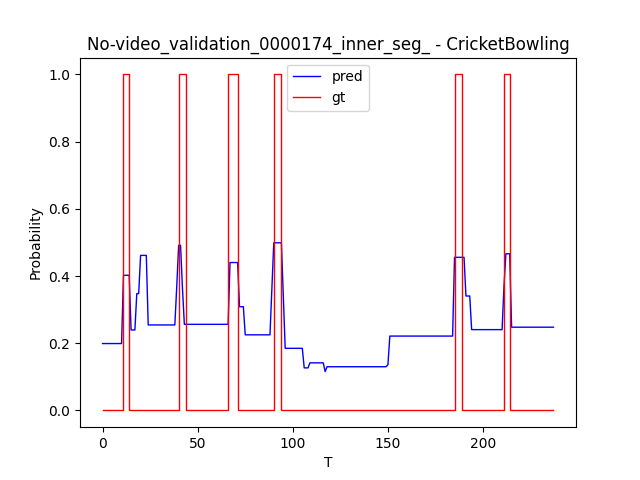 No-video_validation_0000174_inner_seg_ - CricketBowling
pred
gt
1.0
0.8
0.6
0.4
0.2
0.0
Probability
0 50 100 150 200
T